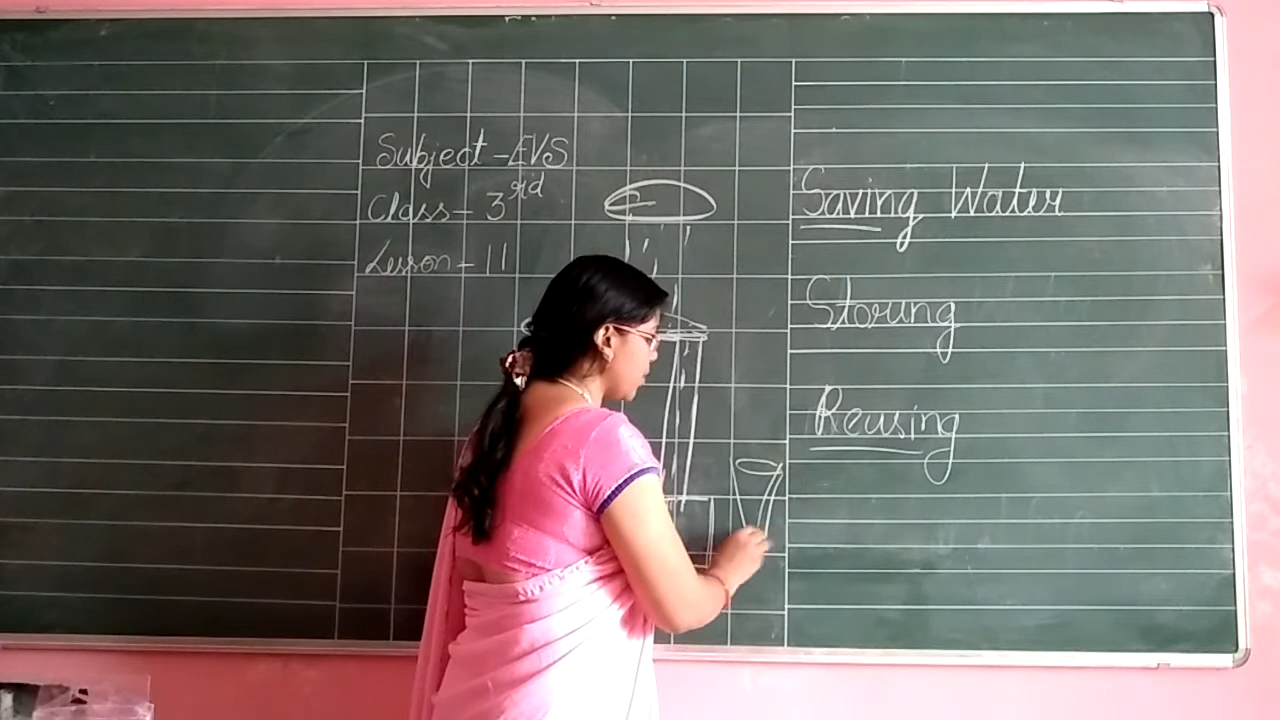 Subject - EVS
Class - 3rd
Lesson - 11
Saving Water
Storing
Reusing